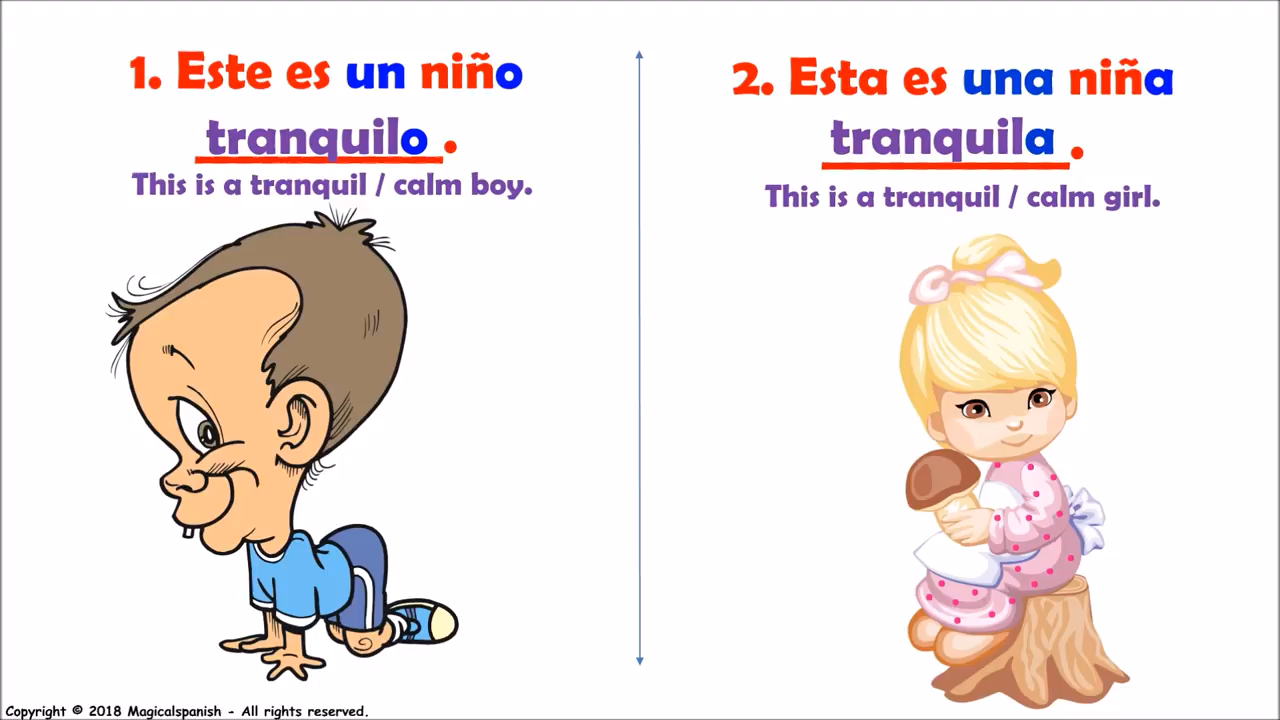 1. Este es un niño
tranquilo .
This is a tranquil / calm boy.
2. Esta es una niña
tranquila .
This is a tranquil / calm girl.
Copyright © 2018 Magicalspanish - All rights reserved.